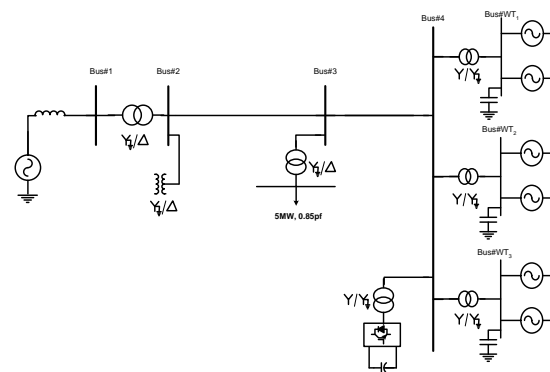 Bus#1
Bus#2
Bus#3
Bus#4
Bus#WT₁
Y/Δ
Y/Δ
Y/Δ
5MW, 0.85pf
Y/Y
Bus#WT₂
Y/Y
Bus#WT₃
Y/Y
Y/Y